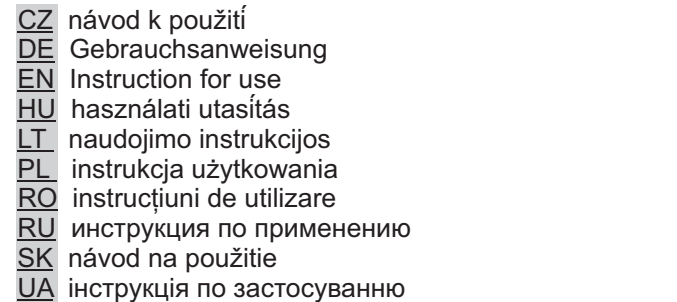 CZ návod k použití
DE Gebrauchsanweisung
EN Instruction for use
HU használati utasítás
LT naudojimo instrukcijos
PL instrukcja użytkowania
RO instrucțiuni de utilizare
RU инструкция по применению
SK návod na použitie
UA інструкція по застосуванню